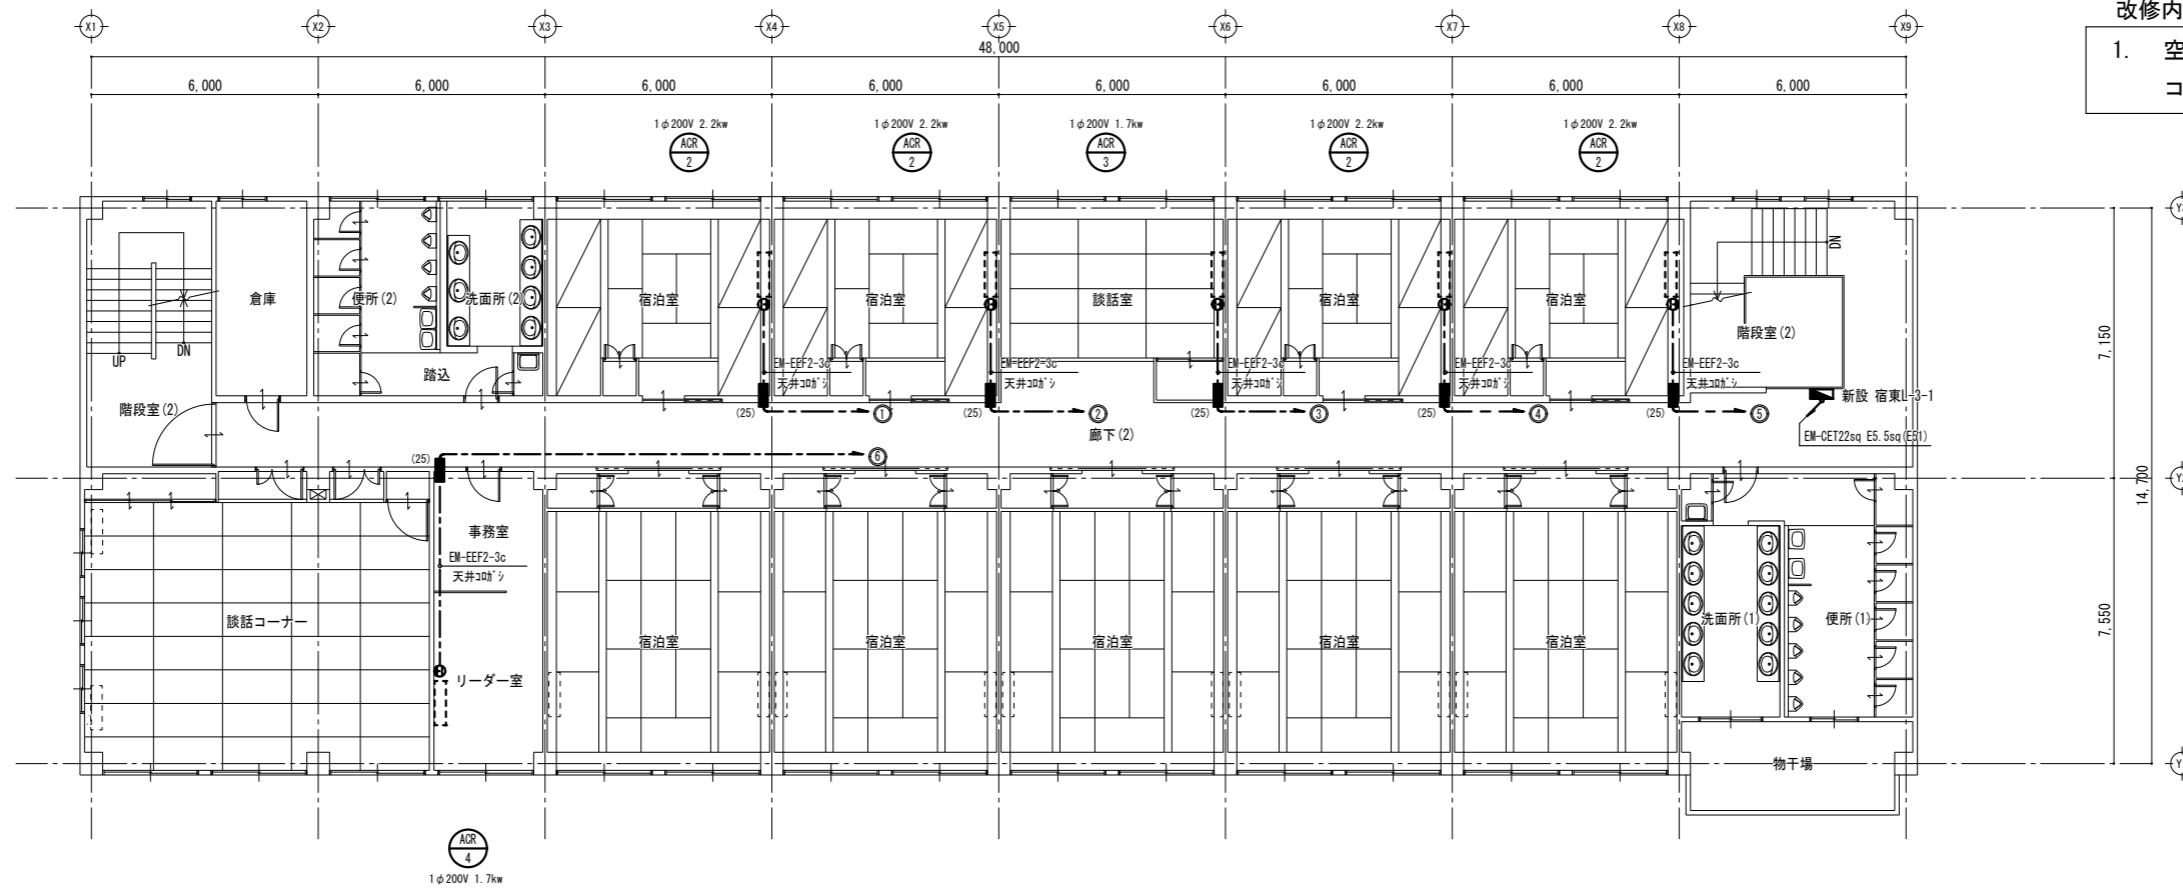 改修内
1. 空
コ
X1 X2 X3 X4 X5 X6 X7 X8 X9
48,000
6,000 6,000 6,000 6,000 6,000 6,000 6,000 6,000
1φ200V 2.2kw 1φ200V 2.2kw 1φ200V 1.7kw 1φ200V 2.2kw 1φ200V 2.2kw
ACR ACR ACR ACR ACR
2 2 3 2 2
DN
倉庫 便所(2) 洗面所(2) 宿泊室 宿泊室 談話室 宿泊室 宿泊室
階段室(2)
UP DN
7,150
踏込
EM-EEF2-3c EM-EEF2-3c EM-EEF2-3c EM-EEF2-3c EM-EEF2-3c
天井コロガシ 天井コロガシ 天井コロガシ 天井コロガシ 天井コロガシ
新設 宿東L-3-1
階段室(2)
(25) ① (25) ② (25) ③ (25) ④ (25) ⑤
廊下(2)
EM-CET22sq E5.5sq(E51)
(25) ⑥
14,700
事務室
EM-EEF2-3c
天井コロガシ
談話コーナー 宿泊室 宿泊室 宿泊室 宿泊室 宿泊室 洗面所(1) 便所(1)
7,550
リーダー室
物干場
ACR
4
1φ200V 1.7kw